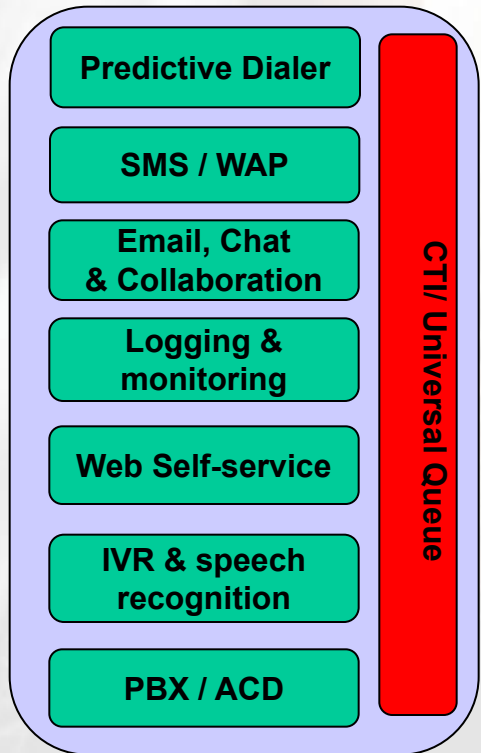 Predictive Dialer
SMS / WAP
Email, Chat
& Collaboration
Logging &
monitoring
Web Self-service
IVR & speech
recognition
PBX / ACD
CTI/ Universal Queue